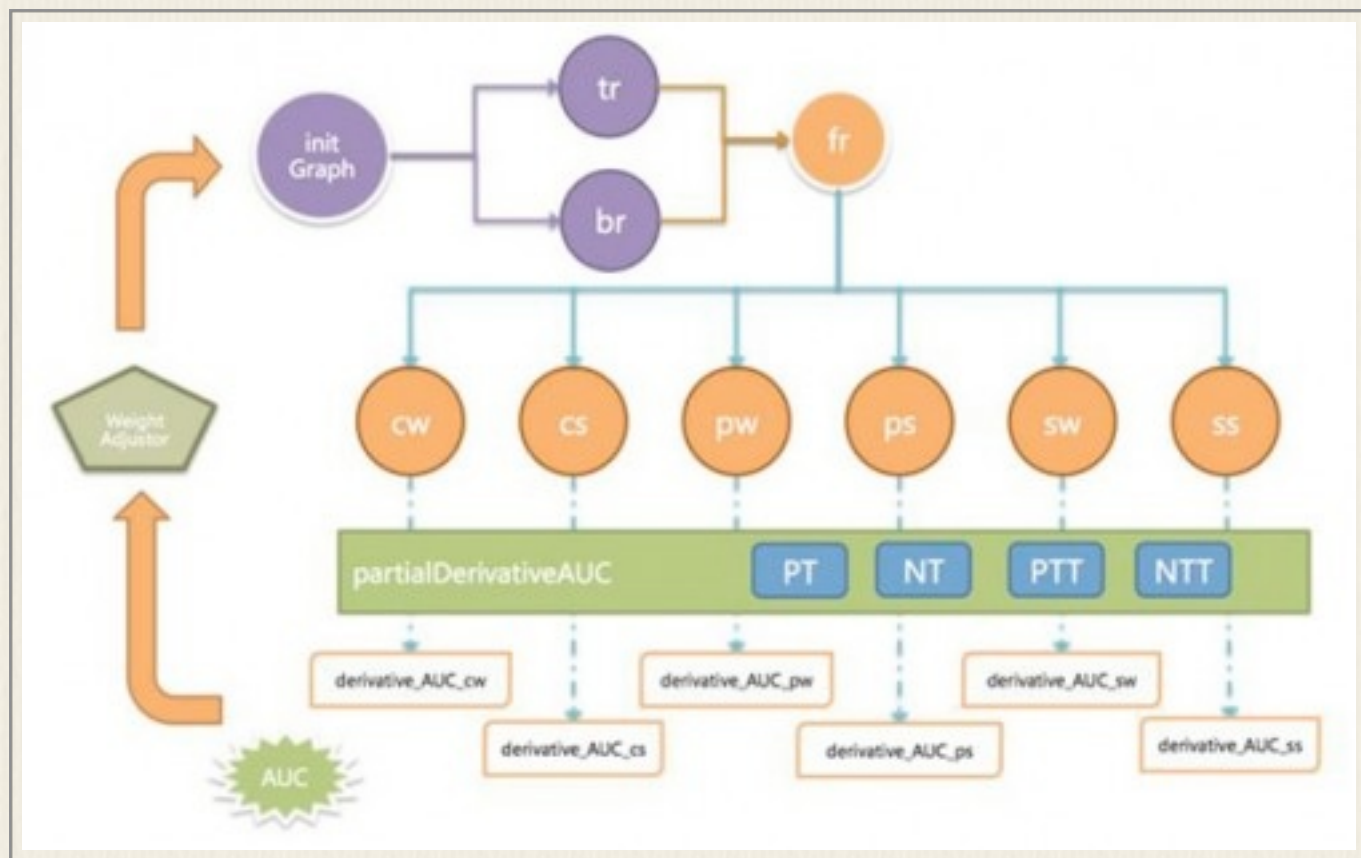 tr
init
Graph
fr
br
cw
cs
pw
ps
sw
ss
Weight
Adjustor
partialDerivativeAUC
PT
NT
PTT
NTT
derivative_AUC_cw
derivative_AUC_pw
derivative_AUC_sw
derivative_AUC_cs
derivative_AUC_ps
derivative_AUC_ss
AUC